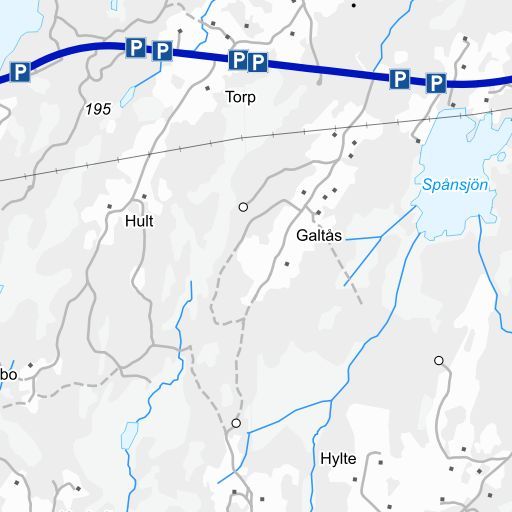 P
P P
P P
P P
Torp
195
Spånsjön
Hult
Galtås
bo
Hylte